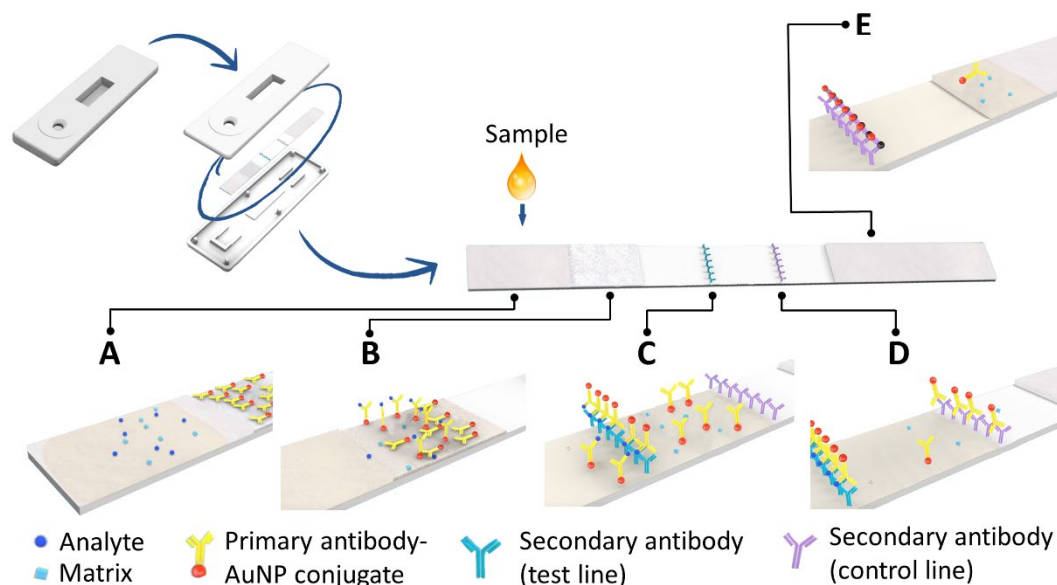 E
Sample
A
B
C
D
Analyte
Matrix
Primary antibody-
AuNP conjugate
Secondary antibody
(test line)
Secondary antibody
(control line)